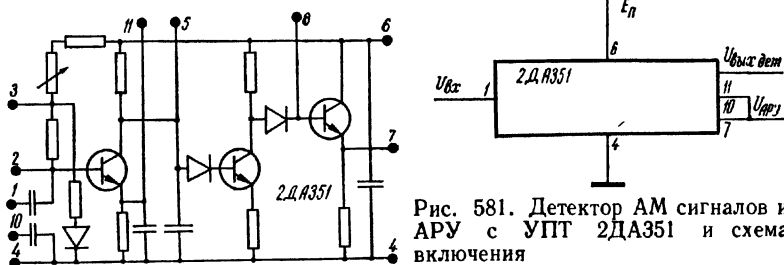 11 5 8 6
3
2
1
10
4
7
4
2ДА351
Eп
6
Uвх
1
2ДА351
Uвых дет
11
10
Uару
7
4
Рис. 581. Детектор АМ сигналов и
АРУ с УПТ 2ДА351 и схема
включения